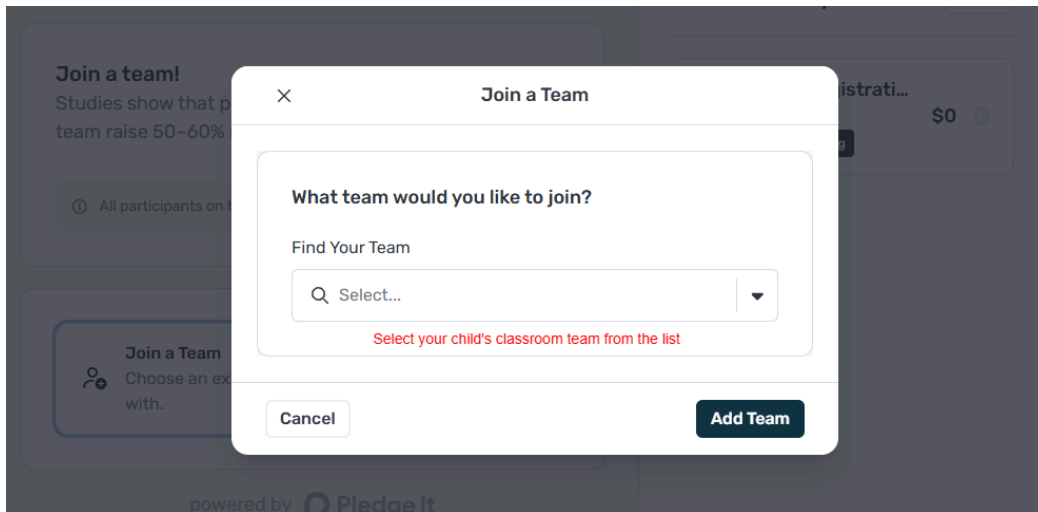 Join a team!
Studies show that p
team raise 50–60%
All participants on t
Join a Team
Choose an ex
with.
powered by Pledge It
Join a Team
What team would you like to join?
Find Your Team
Select...
Select your child's classroom team from the list
Cancel
Add Team
istrati...
$0
g